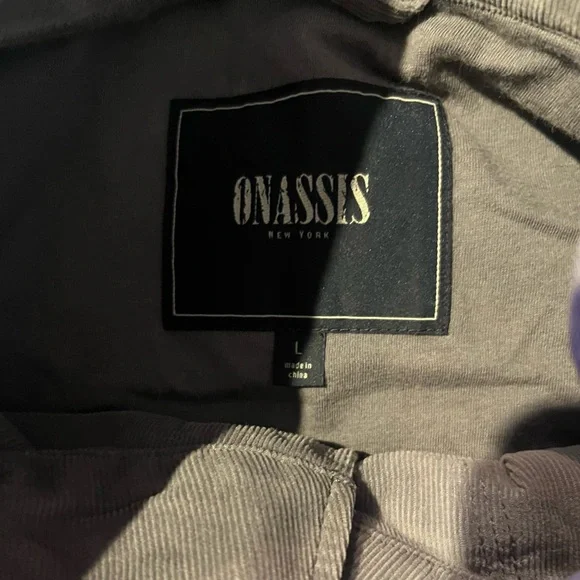 ONASSIS
NEW YORK
L
made in
china